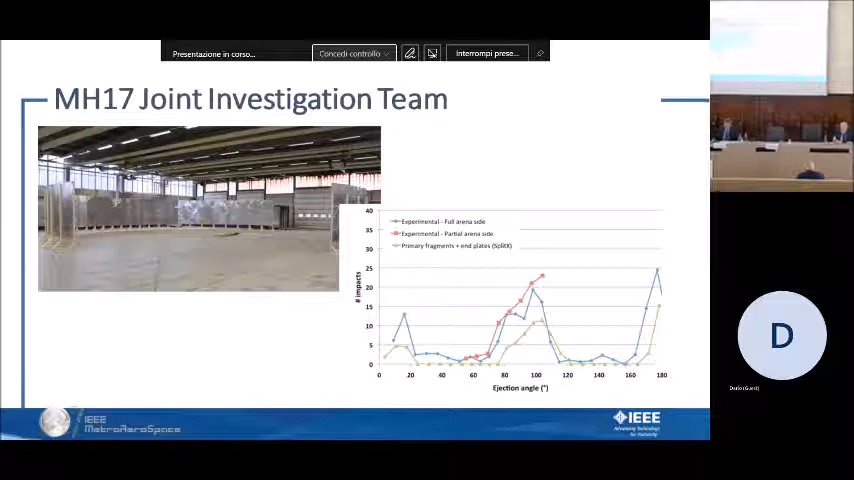 Presentazione in corso...
Concedi controllo
Interrompi prese...
MH17 Joint Investigation Team
40
35
30
25
20
15
10
5
0
# impacts
Experimental - Full arena side
Experimental - Partial arena side
Primary fragments + end plates (SplitX)
0 20 40 60 80 100 120 140 160 180
Ejection angle (°)
D
Dario (Guest)
IEEE
MetroAeroSpace
IEEE
Advancing Technology
for Humanity